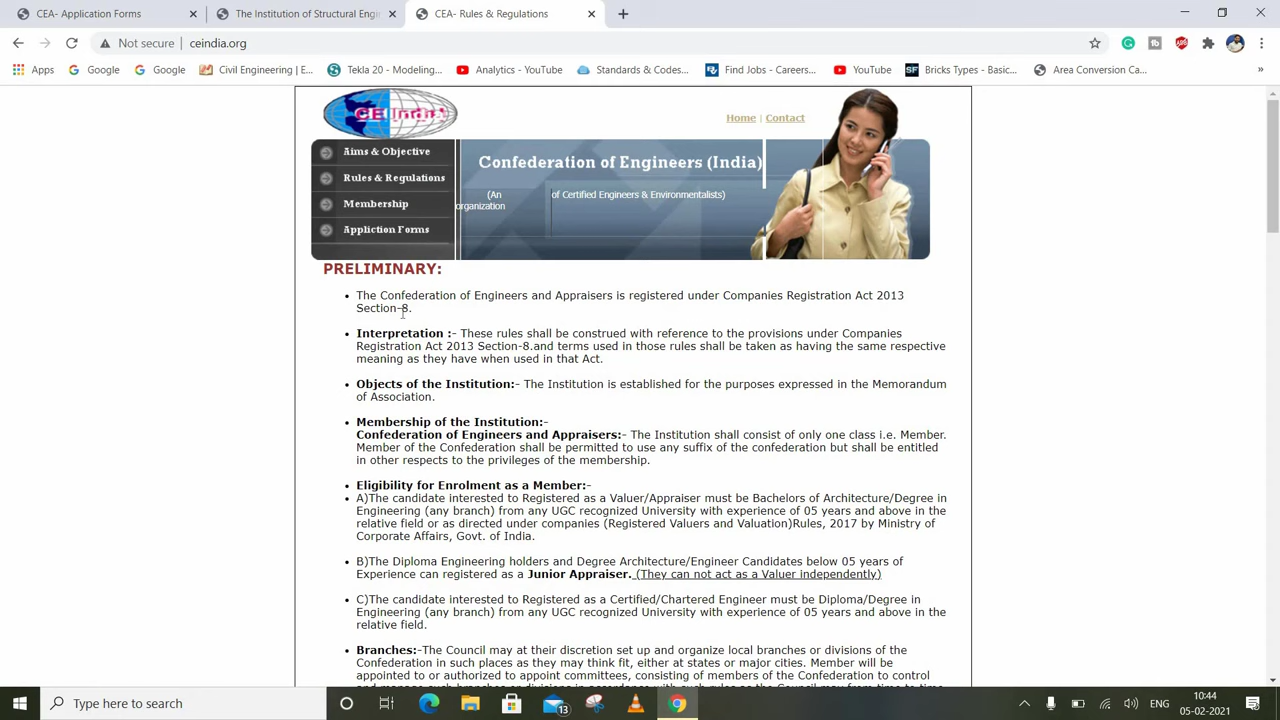 CEA- Application Forms
The Institution of Structural Engin
CEA- Rules & Regulations
Not secure
ceindia.org
Apps
Google
Google
Civil Engineering | E...
Tekla 20 - Modeling...
Analytics - YouTube
Standards & Codes...
Find Jobs - Careers...
YouTube
Bricks Types - Basic...
Area Conversion Ca...
CE India
Home | Contact
Aims & Objective
Rules & Regulations
Membership
Appliction Forms
Confederation of Engineers (India)
(An organization of Certified Engineers & Environmentalists)
PRELIMINARY:
• The Confederation of Engineers and Appraisers is registered under Companies Registration Act 2013
Section-8.
• Interpretation :- These rules shall be construed with reference to the provisions under Companies
Registration Act 2013 Section-8.and terms used in those rules shall be taken as having the same respective
meaning as they have when used in that Act.
• Objects of the Institution:- The Institution is established for the purposes expressed in the Memorandum
of Association.
• Membership of the Institution:-
Confederation of Engineers and Appraisers:- The Institution shall consist of only one class i.e. Member.
Member of the Confederation shall be permitted to use any suffix of the confederation but shall be entitled
in other respects to the privileges of the membership.
• Eligibility for Enrolment as a Member:-
• A)The candidate interested to Registered as a Valuer/Appraiser must be Bachelors of Architecture/Degree in
Engineering (any branch) from any UGC recognized University with experience of 05 years and above in the
relative field or as directed under companies (Registered Valuers and Valuation)Rules, 2017 by Ministry of
Corporate Affairs, Govt. of India.
• B)The Diploma Engineering holders and Degree Architecture/Engineer Candidates below 05 years of
Experience can registered as a Junior Appraiser. (They can not act as a Valuer independently)
• C)The candidate interested to Registered as a Certified/Chartered Engineer must be Diploma/Degree in
Engineering (any branch) from any UGC recognized University with experience of 05 years and above in the
relative field.
• Branches:-The Council may at their discretion set up and organize local branches or divisions of the
Confederation in such places as they may think fit, either at states or major cities. Member will be
appointed to or authorized to appoint committees, consisting of members of the Confederation to control
Type here to search
13
ENG
10:44
05-02-2021